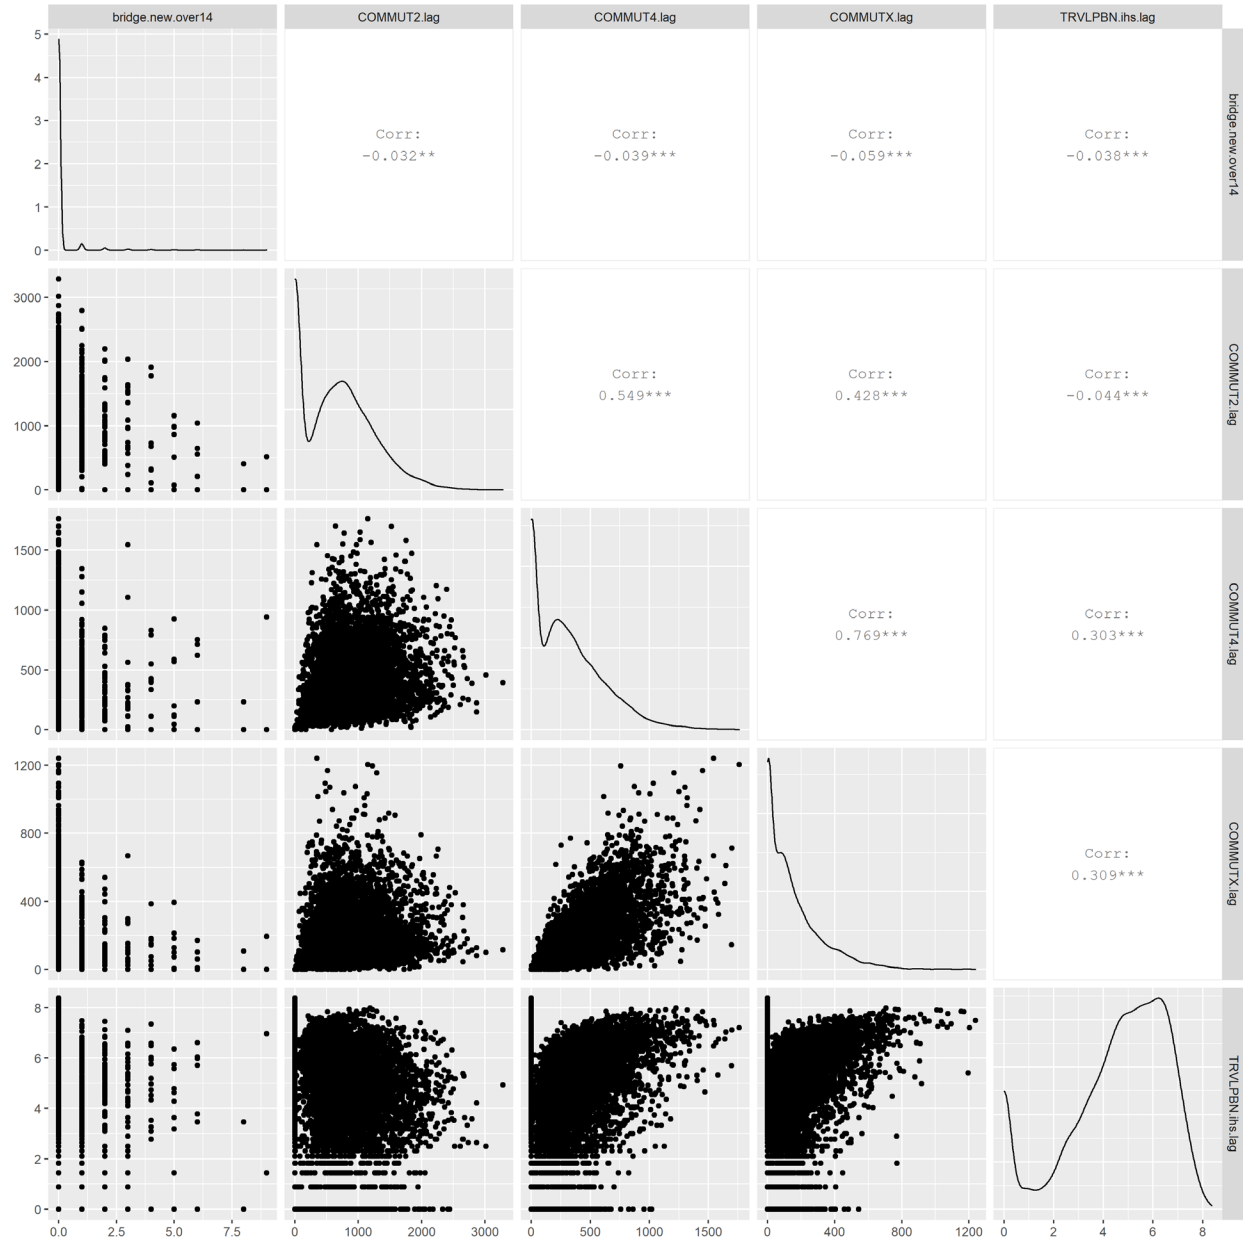 bridge.new.over14 COMMUT2.lag COMMUT4.lag COMMUTX.lag TRVLPBN.ihs.lag
5
4
3
2
1
0
Corr:
-0.032**
Corr:
-0.039***
Corr:
-0.059***
Corr:
-0.038***
bridge.new.over14
3000
2000
1000
0
Corr:
0.549***
Corr:
0.428***
Corr:
-0.044***
COMMUT2.lag
1500
1000
500
0
Corr:
0.769***
Corr:
0.303***
COMMUT4.lag
1200
800
400
0
Corr:
0.309***
COMMUTX.lag
8
6
4
2
0
TRVLPBN.ihs.lag
0.0 2.5 5.0 7.5 0 1000 2000 3000 0 500 1000 1500 0 400 800 1200 0 2 4 6 8